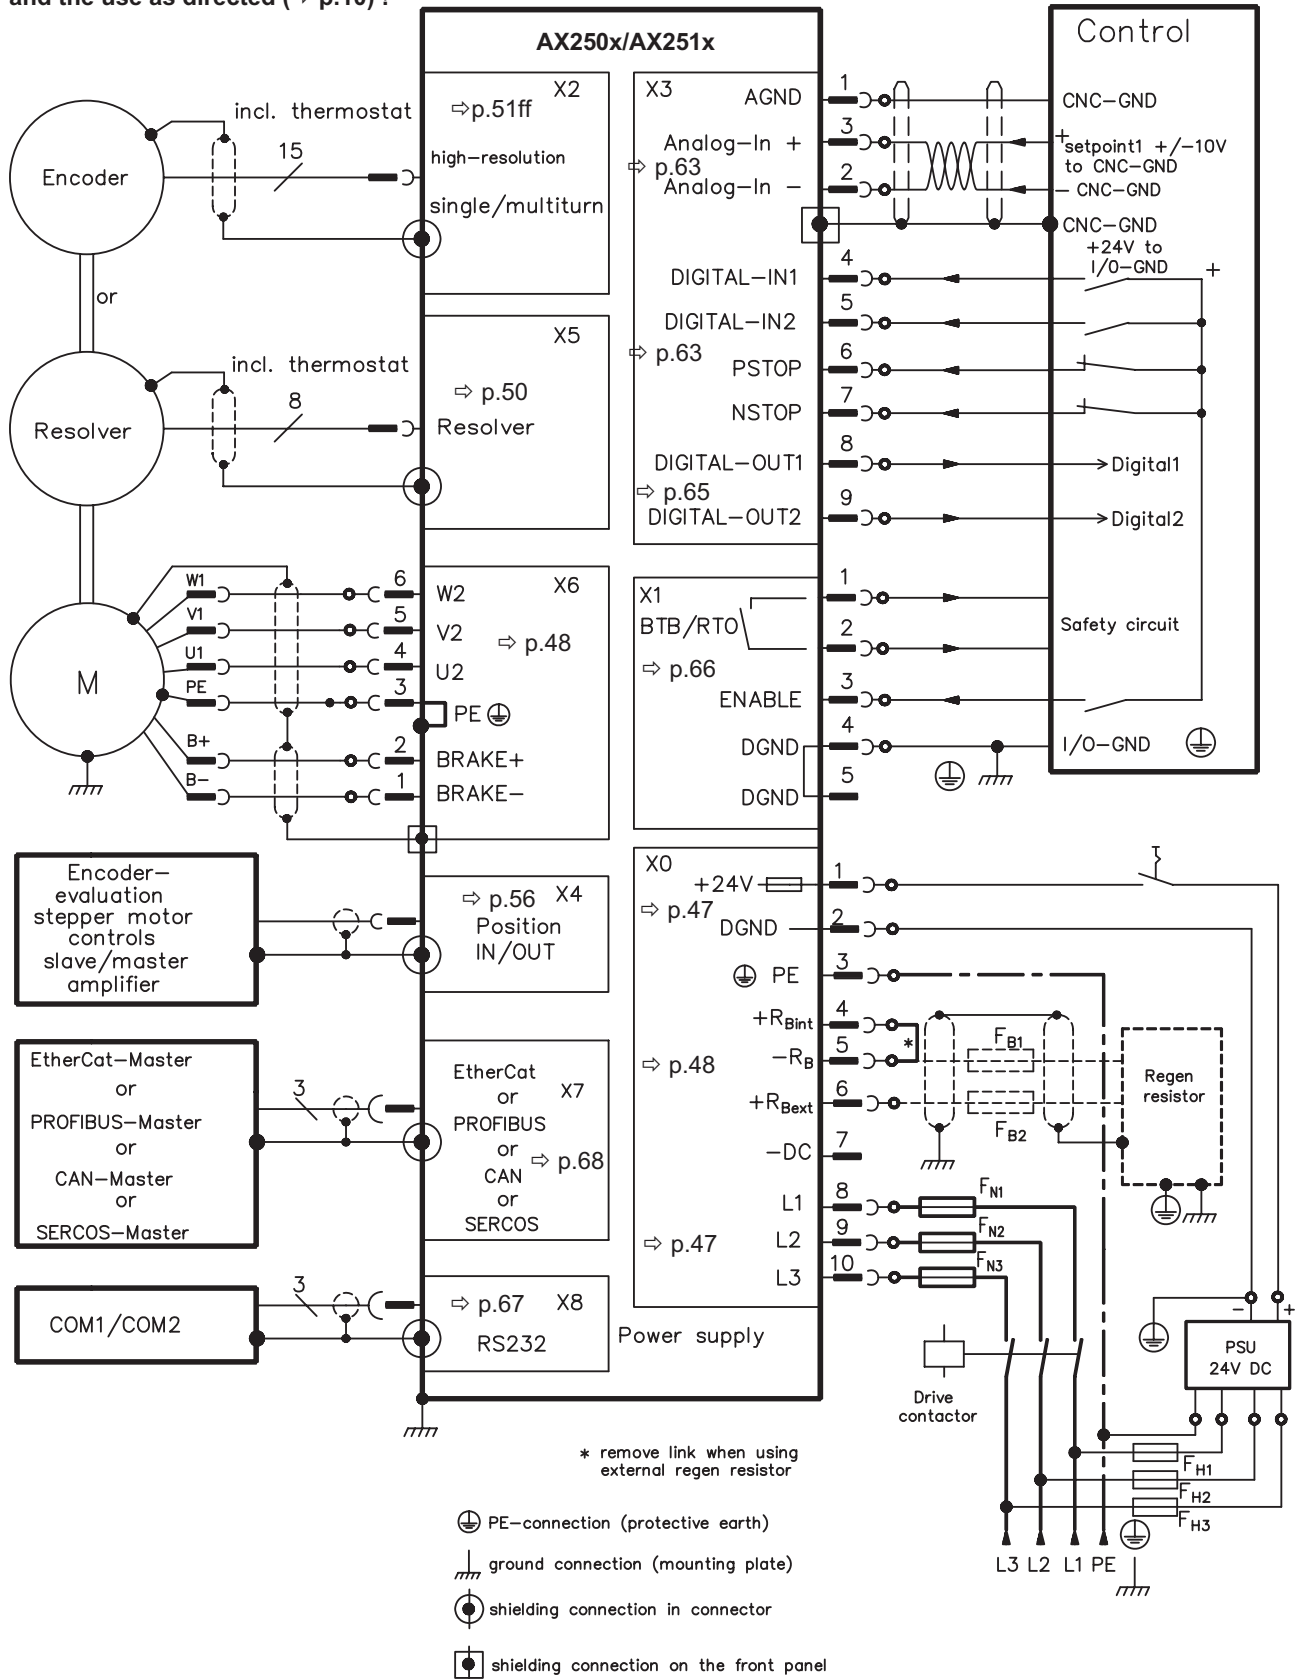 and the use as directed (⇨ p.10) !
AX250x/AX251x
Control
Encoder
incl. thermostat
15
X2
⇨p.51ff
high-resolution
single/multiturn
or
Resolver
incl. thermostat
8
X5
⇨ p.50
Resolver
M
W1
V1
U1
PE
B+
B-
6
5
4
3
2
1
X6
W2
V2
⇨ p.48
U2
PE
BRAKE+
BRAKE-
Encoder-
evaluation
stepper motor
controls
slave/master
amplifier
⇨ p.56 X4
Position
IN/OUT
EtherCat-Master
or
PROFIBUS-Master
or
CAN-Master
or
SERCOS-Master
3
EtherCat
or X7
PROFIBUS
or
CAN ⇨ p.68
or
SERCOS
COM1/COM2
3
⇨ p.67 X8
RS232
X3
AGND 1
Analog-In + 3
⇨ p.63
Analog-In - 2
DIGITAL-IN1 4
DIGITAL-IN2 5
⇨ p.63
PSTOP 6
NSTOP 7
DIGITAL-OUT1 8
⇨ p.65
DIGITAL-OUT2 9
CNC-GND
+ setpoint1 +/-10V
to CNC-GND
- CNC-GND
CNC-GND
+24V to
I/O-GND +
Digital1
Digital2
X1
BTB/RTO
⇨ p.66
1
2
ENABLE 3
DGND 4
DGND 5
Safety circuit
I/O-GND
X0
+24V 1
⇨ p.47
DGND 2
PE 3
+RBint 4
-RB 5
*
⇨ p.48
+RBext 6
-DC 7
L1 8
L2 9
⇨ p.47
L3 10
FB1
FB2
Regen
resistor
FN1
FN2
FN3
Power supply
Drive
contactor
- +
PSU
24V DC
FH1
FH2
FH3
L3 L2 L1 PE
* remove link when using
external regen resistor
PE-connection (protective earth)
ground connection (mounting plate)
shielding connection in connector
shielding connection on the front panel